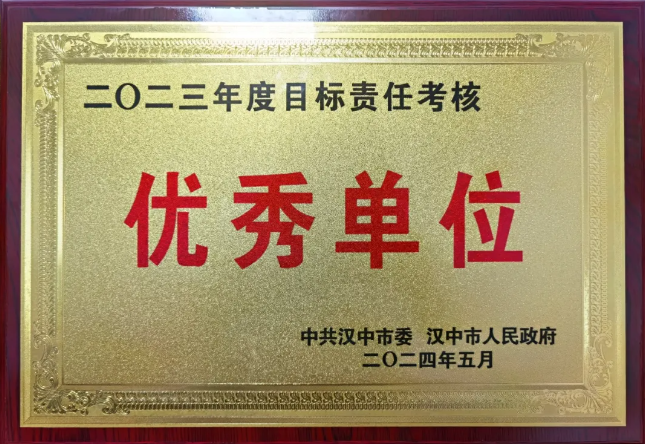 二〇二三年度目标责任考核
优秀单位
中共汉中市委 汉中市人民政府
二〇二四年五月